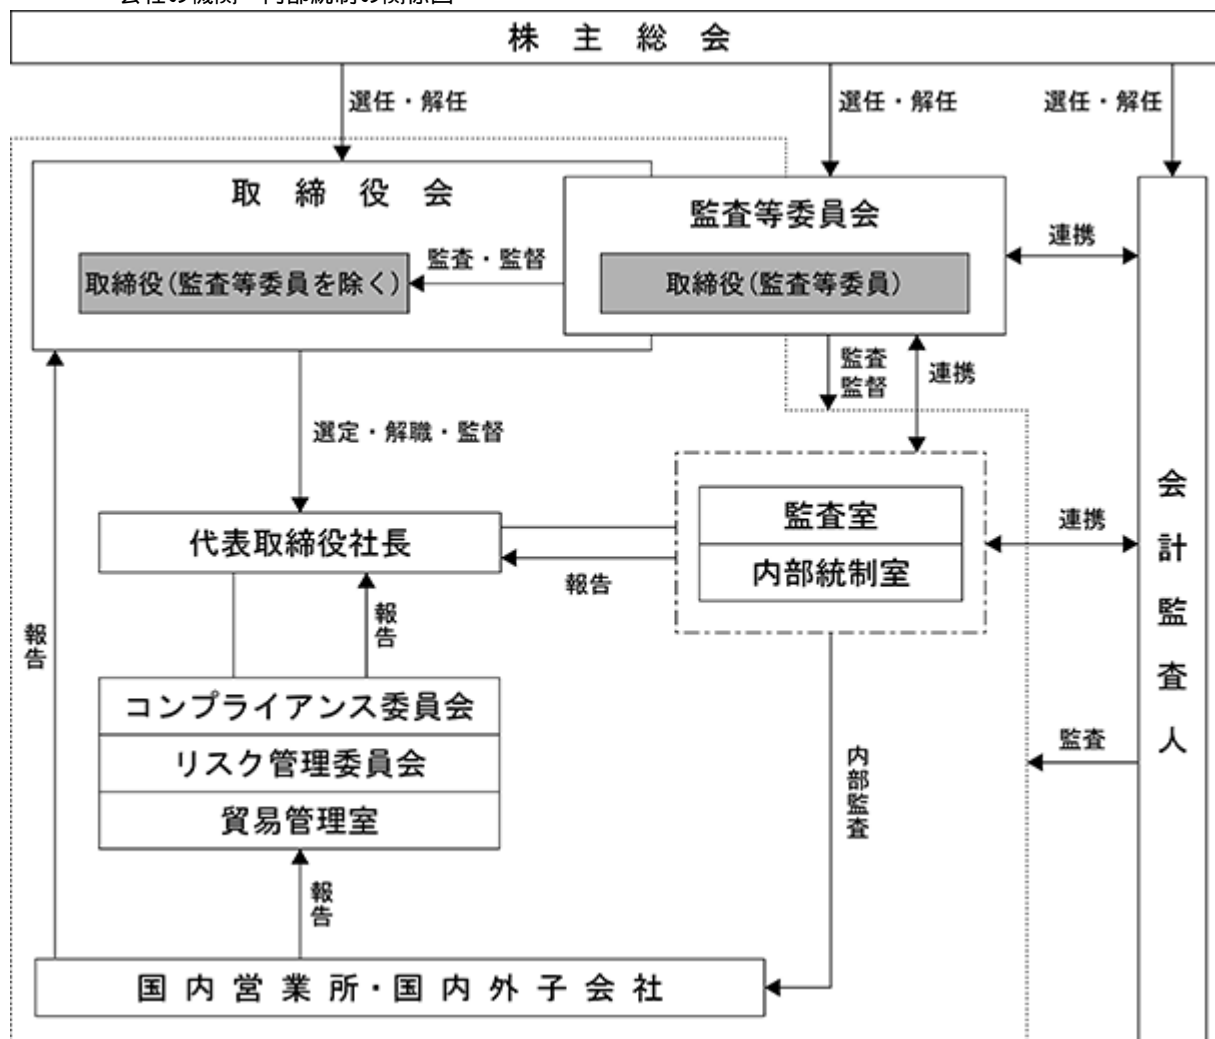 株主総会
選任・解任
選任・解任
選任・解任
取締役会
監査等委員会
連携
監査・監督
取締役(監査等委員を除く)
取締役(監査等委員)
監査
監督
連携
選定・解職・監督
会計監査人
監査室
連携
代表取締役社長
内部統制室
報告
報告
報告
コンプライアンス委員会
リスク管理委員会
監査
内部監査
貿易管理室
報告
国内営業所・国内外子会社